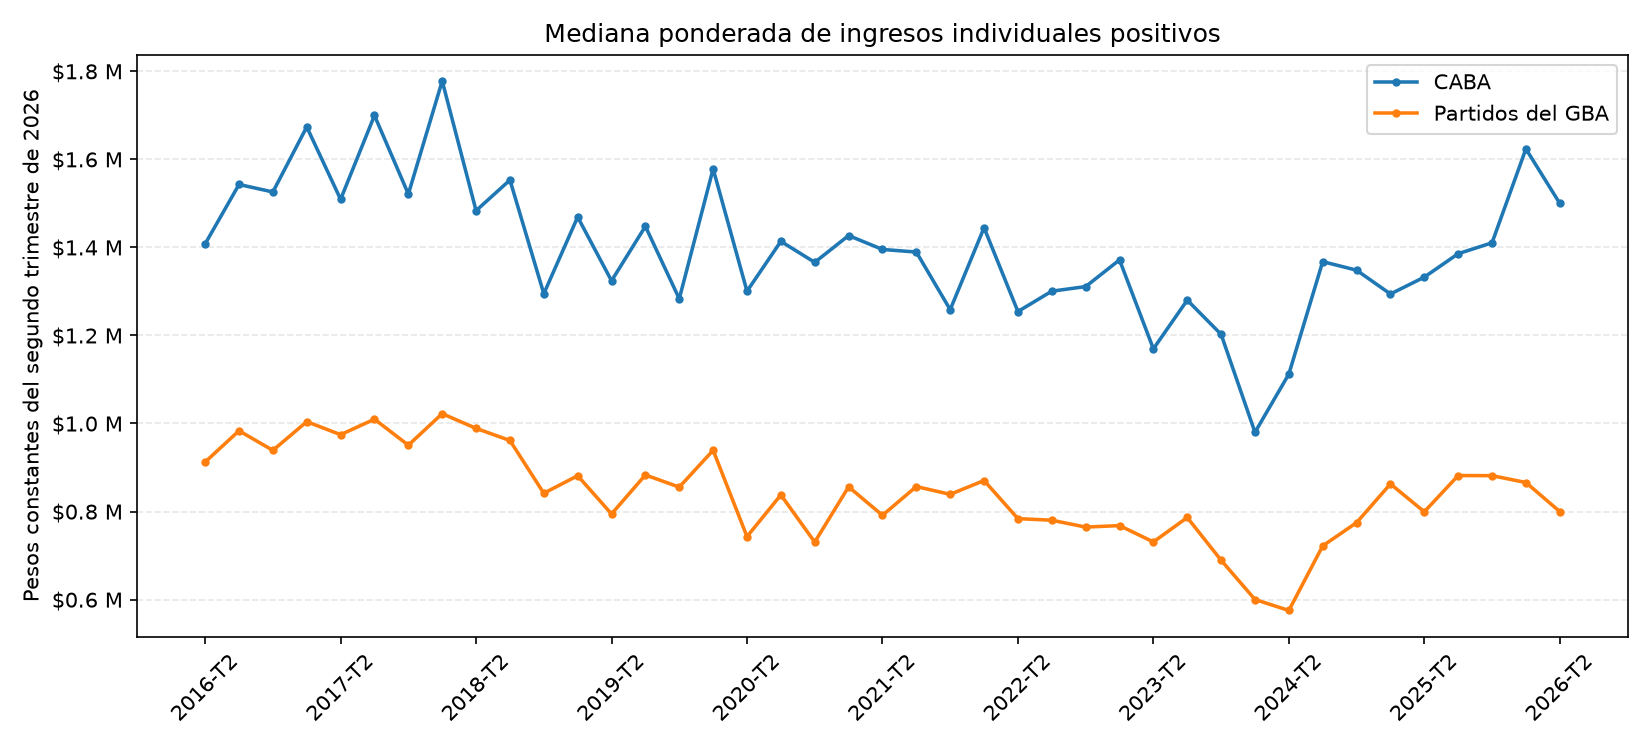 Mediana ponderada de ingresos individuales positivos
CABA
Partidos del GBA
Pesos constantes del segundo trimestre de 2026
$1.8 M
$1.6 M
$1.4 M
$1.2 M
$1.0 M
$0.8 M
$0.6 M
2016-T2
2017-T2
2018-T2
2019-T2
2020-T2
2021-T2
2022-T2
2023-T2
2024-T2
2025-T2
2026-T2